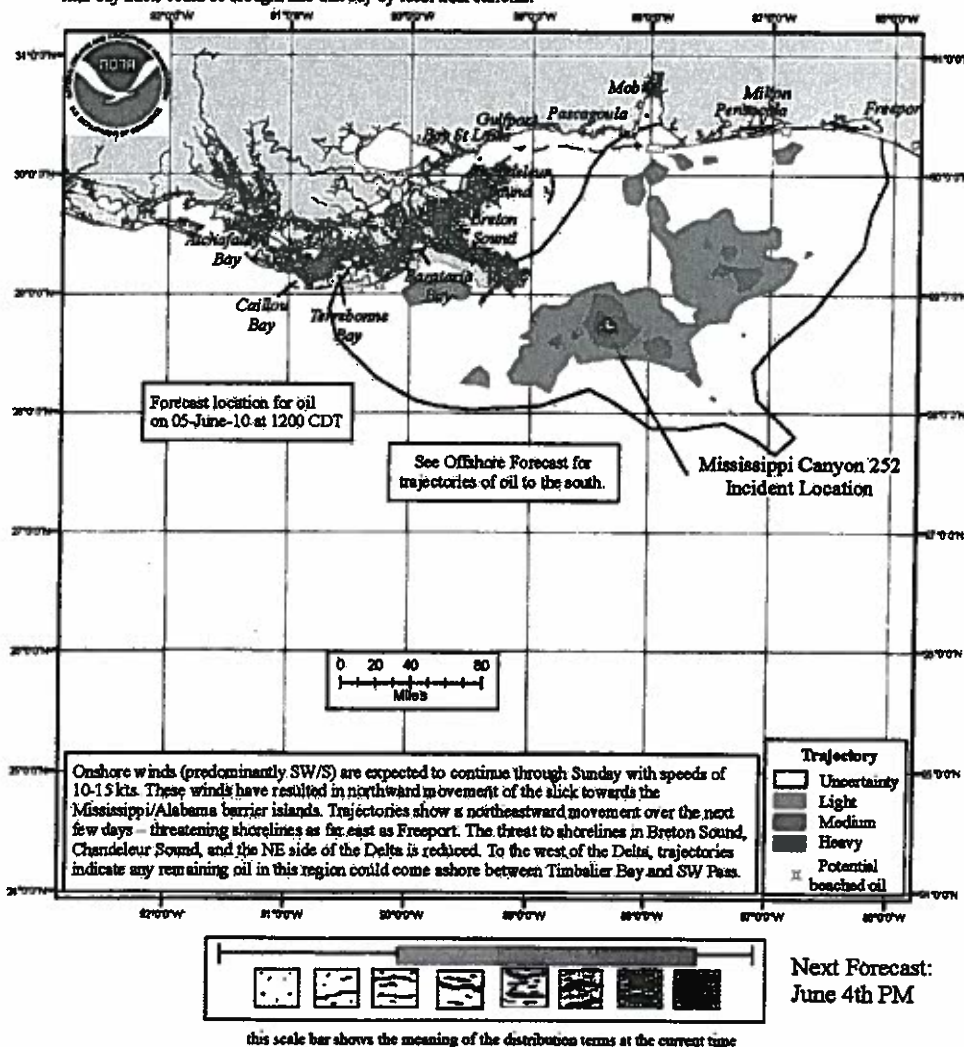 NOAA
Mob
Milton
Pascagoula
Pensacola
Freepor
Gulfport
Bay St Louis
Sound
Breton
Sound
Atchafalaya
Bay
Barataria
Bay
Caillou
Bay
Terrebonne
Bay
Forecast location for oil
on 05-June-10 at 1200 CDT
See Offshore Forecast for
trajectories of oil to the south.
Mississippi Canyon 252
Incident Location
0 20 40 80
Miles
Onshore winds (predominantly SW/S) are expected to continue through Sunday with speeds of
10-15 kts. These winds have resulted in northward movement of the slick towards the
Mississippi/Alabama barrier islands. Trajectories show a northeastward movement over the next
few days – threatening shorelines as far east as Freeport. The threat to shorelines in Breton Sound,
Chandeleur Sound, and the NE side of the Delta is reduced. To the west of the Delta, trajectories
indicate any remaining oil in this region could come ashore between Timbalier Bay and SW Pass.
Trajectory
Uncertainty
Light
Medium
Heavy
Potential
beached oil
Next Forecast:
June 4th PM
this scale bar shows the meaning of the distribution terms at the current time